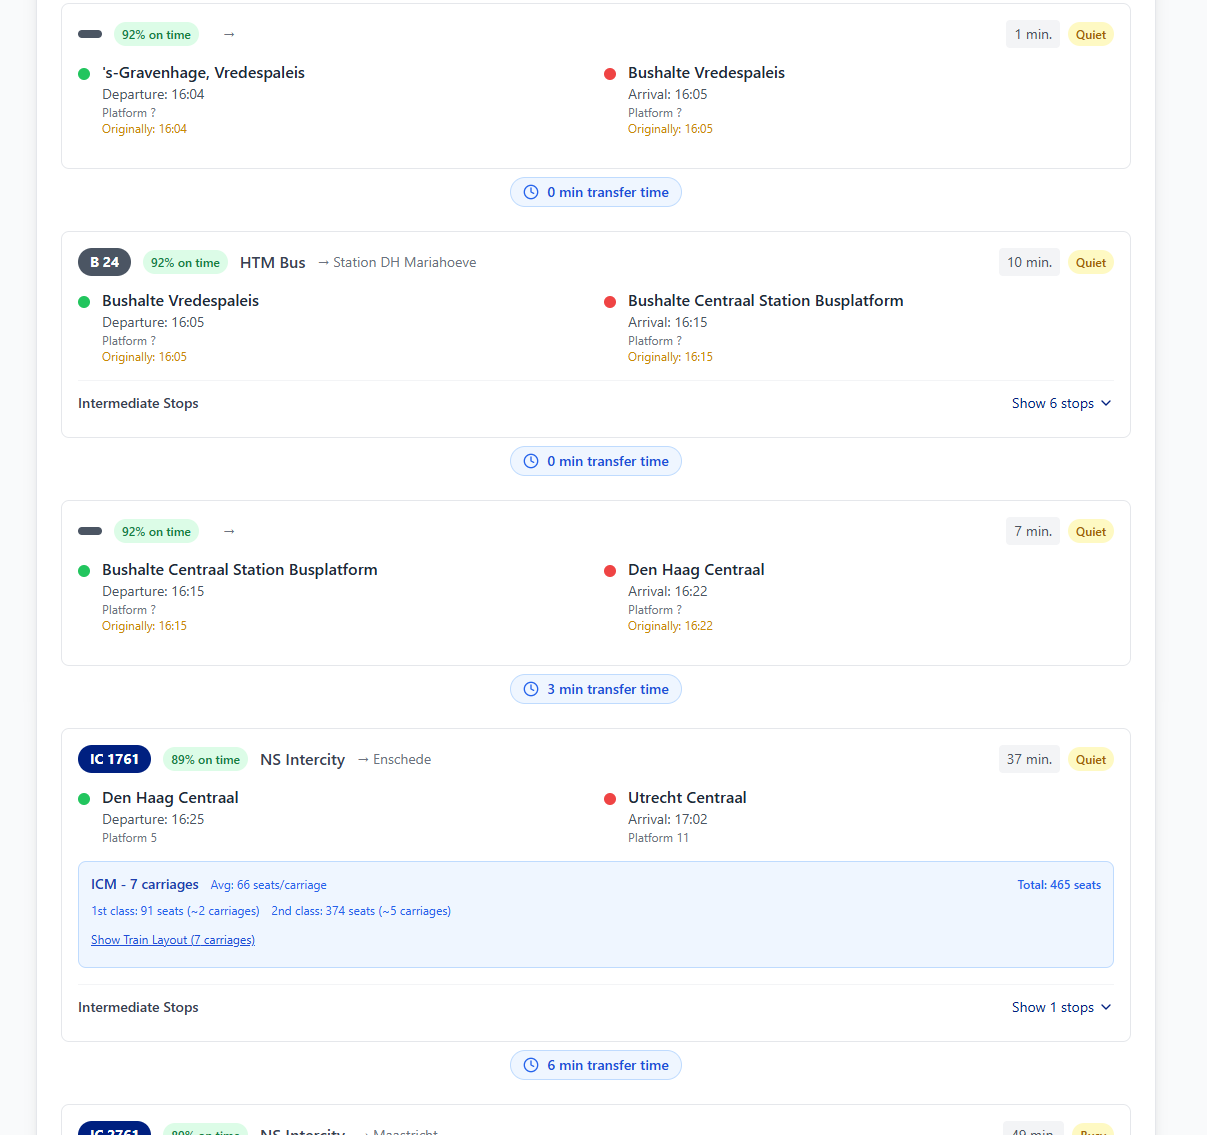 92% on time → 1 min. Quiet
's-Gravenhage, Vredespaleis Bushalte Vredespaleis
Departure: 16:04 Arrival: 16:05
Platform ? Platform ?
Originally: 16:04 Originally: 16:05
0 min transfer time
B 24 92% on time HTM Bus → Station DH Mariahoeve 10 min. Quiet
Bushalte Vredespaleis Bushalte Centraal Station Busplatform
Departure: 16:05 Arrival: 16:15
Platform ? Platform ?
Originally: 16:05 Originally: 16:15
Intermediate Stops Show 6 stops
0 min transfer time
92% on time → 7 min. Quiet
Bushalte Centraal Station Busplatform Den Haag Centraal
Departure: 16:15 Arrival: 16:22
Platform ? Platform ?
Originally: 16:15 Originally: 16:22
3 min transfer time
IC 1761 89% on time NS Intercity → Enschede 37 min. Quiet
Den Haag Centraal Utrecht Centraal
Departure: 16:25 Arrival: 17:02
Platform 5 Platform 11
ICM - 7 carriages Avg: 66 seats/carriage Total: 465 seats
1st class: 91 seats (~2 carriages) 2nd class: 374 seats (~5 carriages)
Show Train Layout (7 carriages)
Intermediate Stops Show 1 stops
6 min transfer time
on time NS Intercity → Maastricht 49 min. Busy